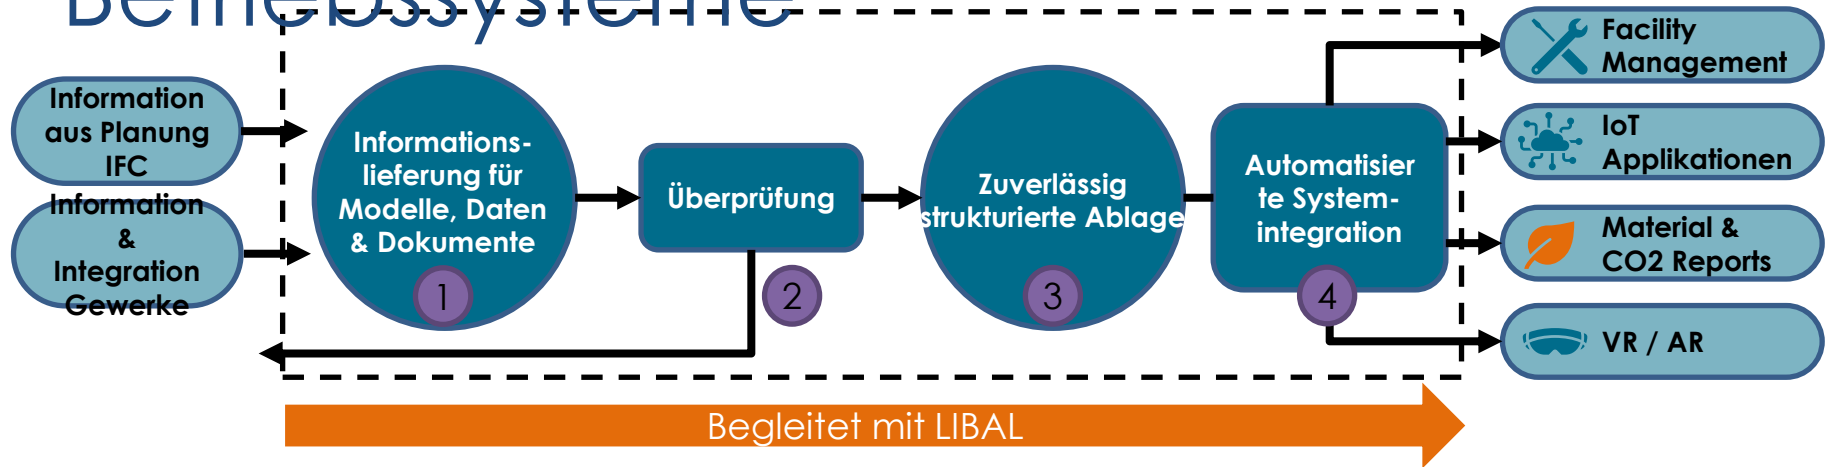 Betriebssysteme
Information
aus Planung
IFC
Information
&
Integration
Gewerke
Informations-
lieferung für
Modelle, Daten
& Dokumente
1
Überprüfung
2
Zuverlässig
strukturierte Ablage
3
Automatisier
te System-
integration
4
Facility
Management
IoT
Applikationen
Material &
CO2 Reports
VR / AR
Begleitet mit LIBAL